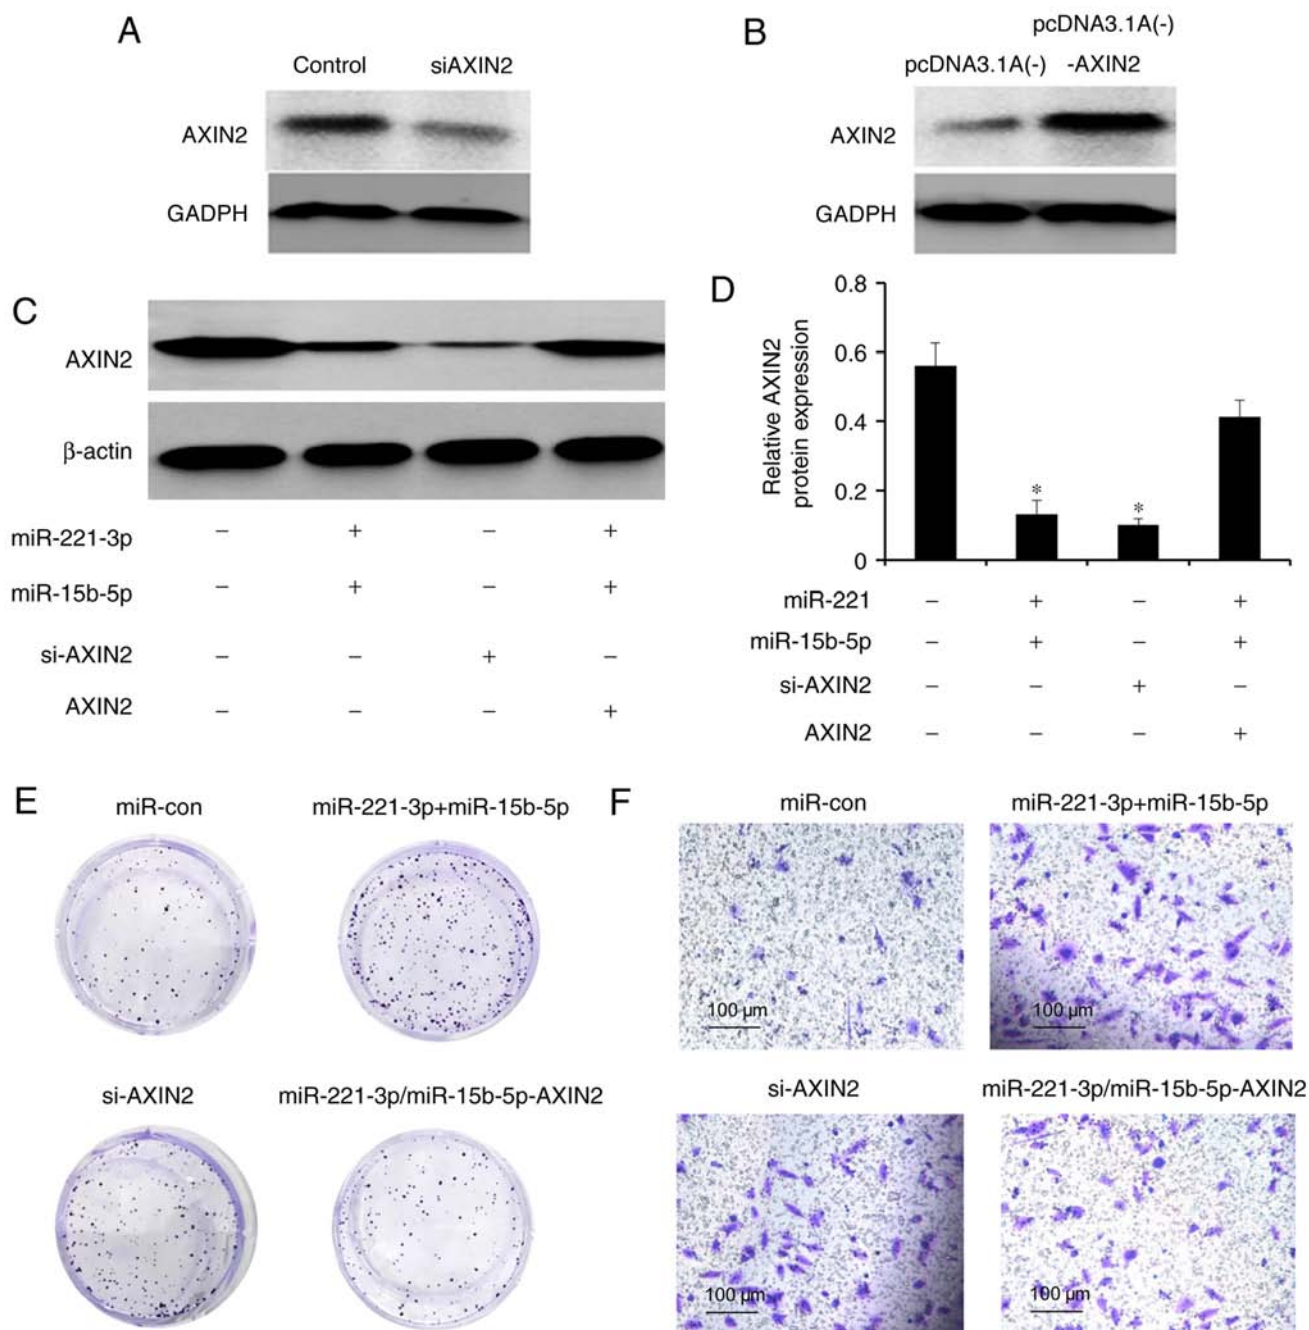 A
Control siAXIN2
AXIN2
GADPH
B
pcDNA3.1A(-)
pcDNA3.1A(-) -AXIN2
AXIN2
GADPH
C
AXIN2
β-actin
miR-221-3p − + − +
miR-15b-5p − + − +
si-AXIN2 − − + −
AXIN2 − − − +
D
Relative AXIN2
protein expression
0.8
0.6
0.4
0.2
0
* *
miR-221 − + − +
miR-15b-5p − + − +
si-AXIN2 − − + −
AXIN2 − − − +
E
miR-con miR-221-3p+miR-15b-5p
si-AXIN2 miR-221-3p/miR-15b-5p-AXIN2
F
miR-con miR-221-3p+miR-15b-5p
100 µm 100 µm
si-AXIN2 miR-221-3p/miR-15b-5p-AXIN2
100 µm 100 µm